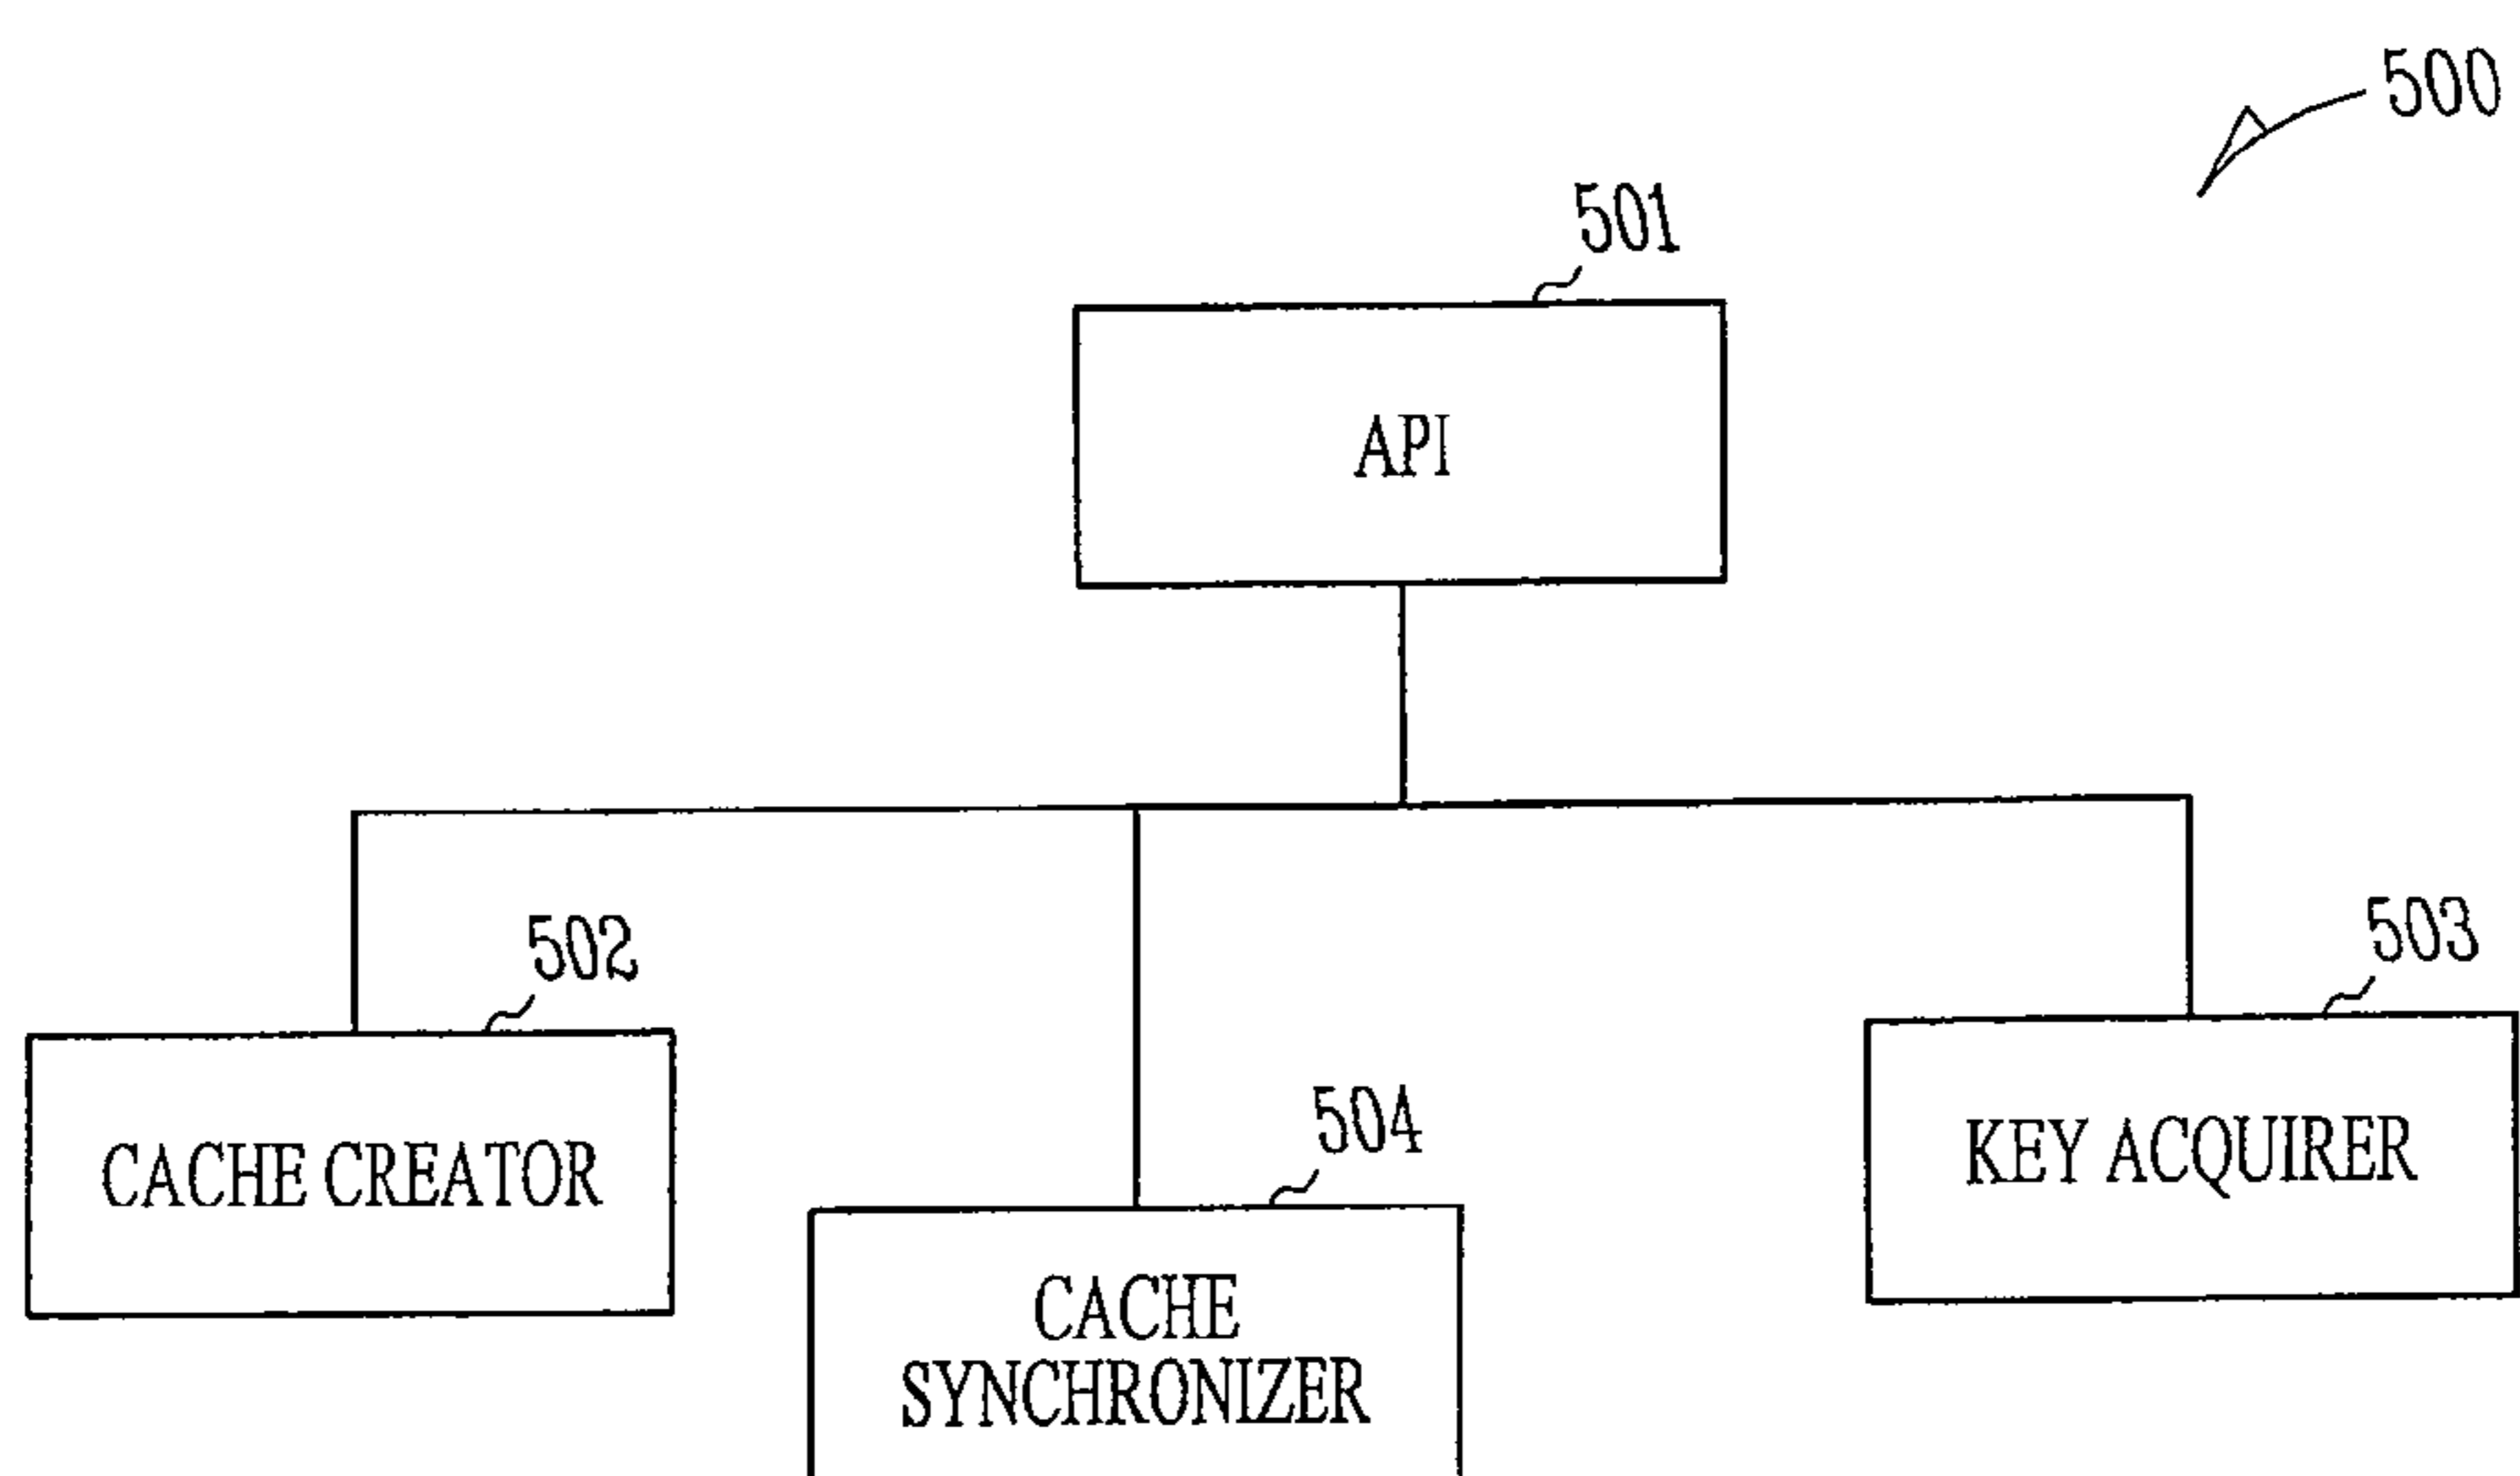 500
501
API
502
503
CACHE CREATOR
504
KEY ACQUIRER
CACHE
SYNCHRONIZER